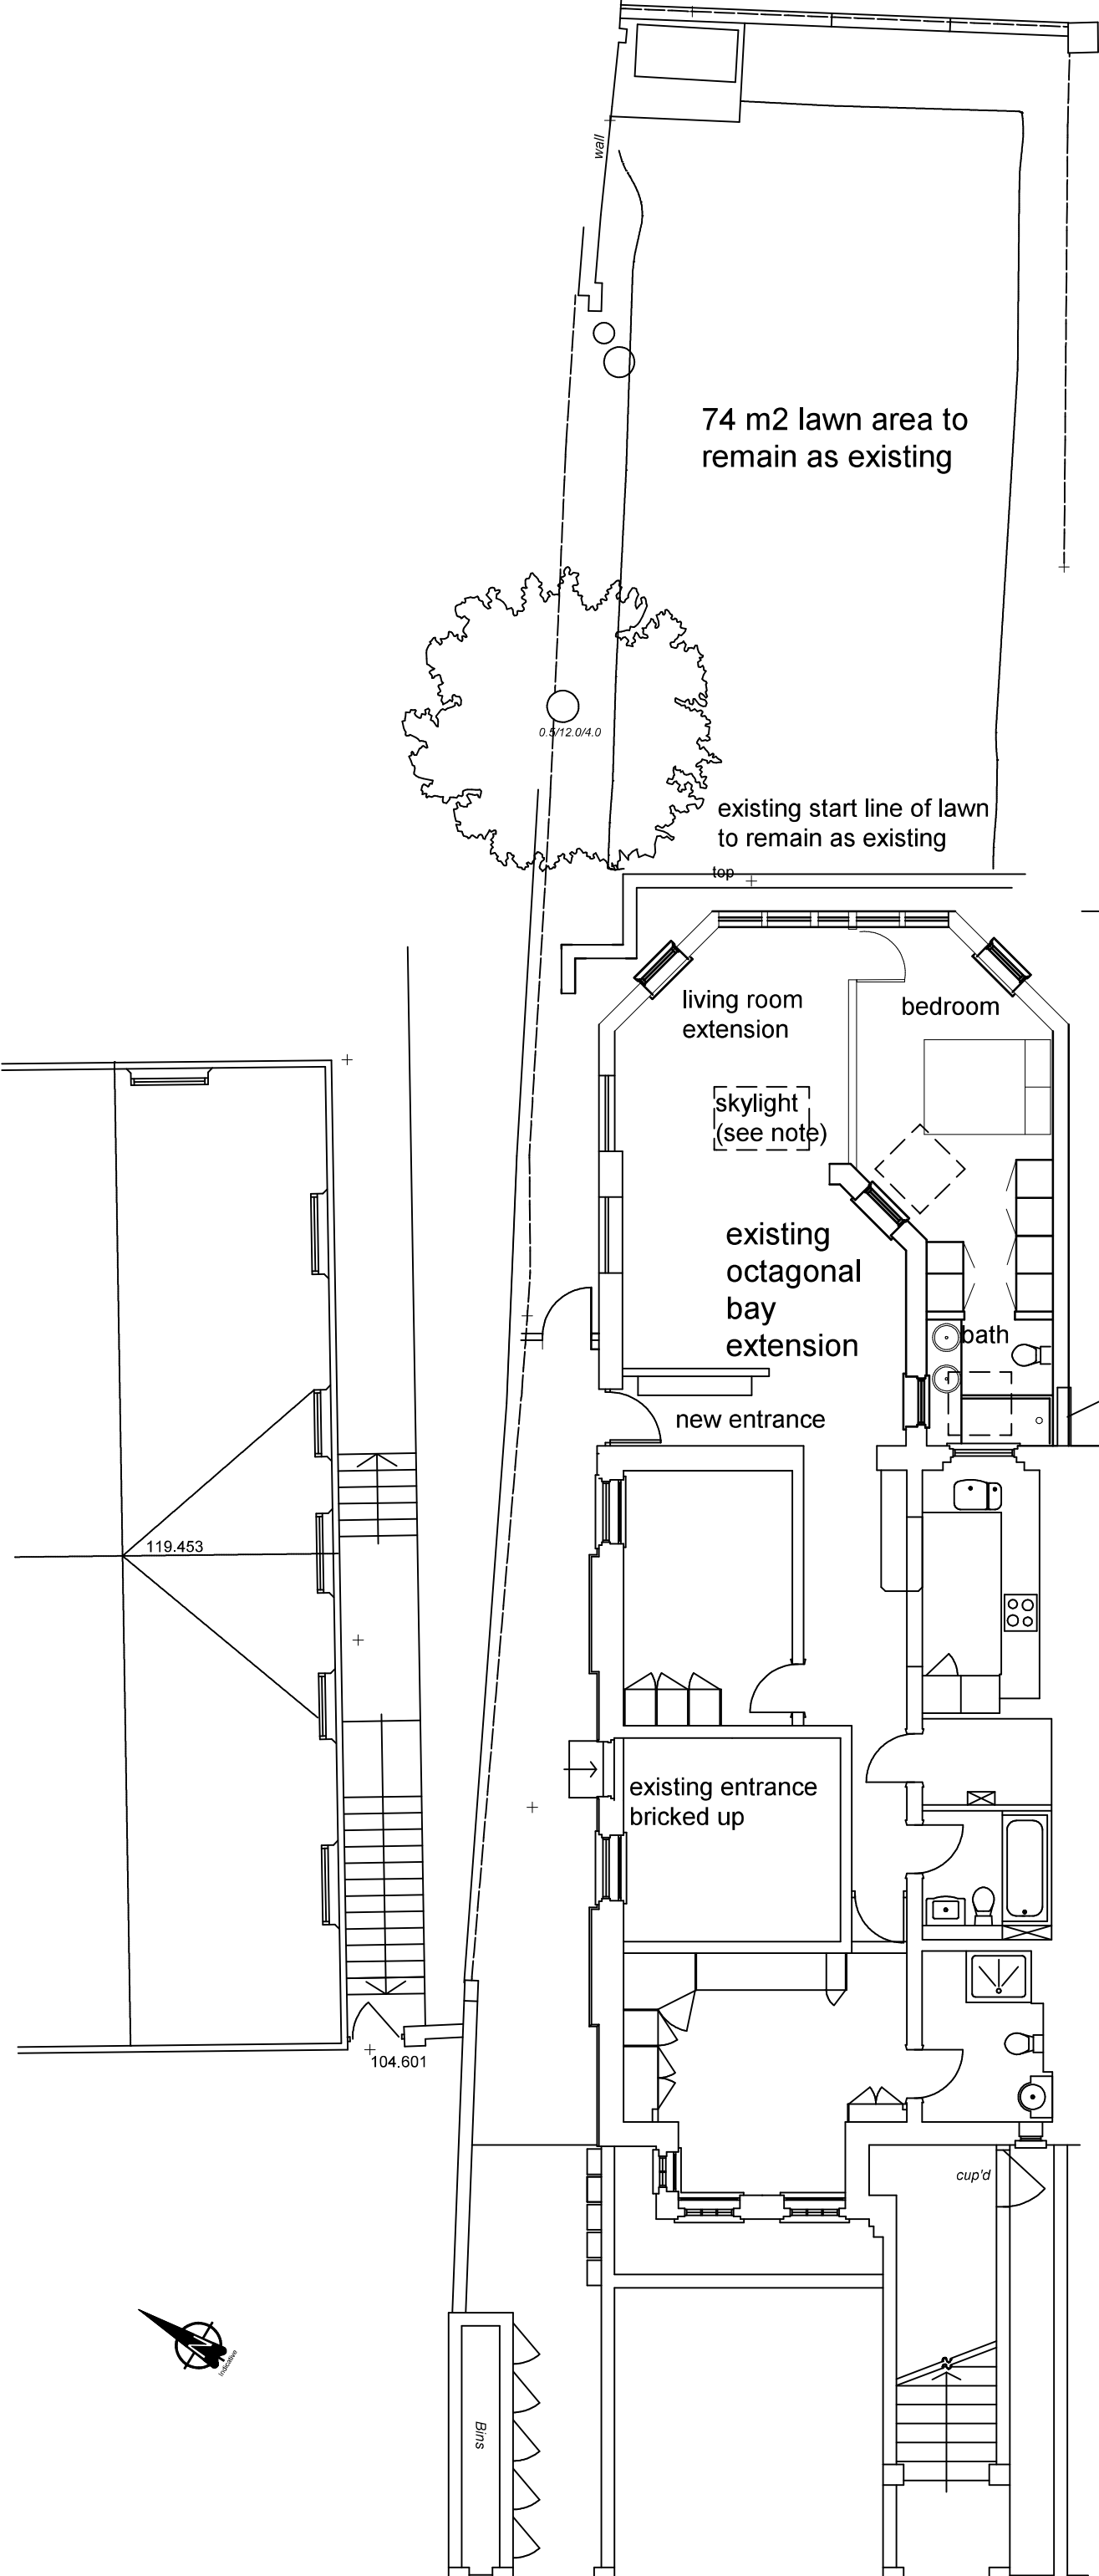 wall
74 m2 lawn area to
remain as existing
0.5/12.0/4.0
existing start line of lawn
to remain as existing
top
living room
extension
bedroom
skylight
(see note)
existing
octagonal
bay
extension
bath
new entrance
119.453
existing entrance
bricked up
104.601
cup'd
N
Indicative
Bins